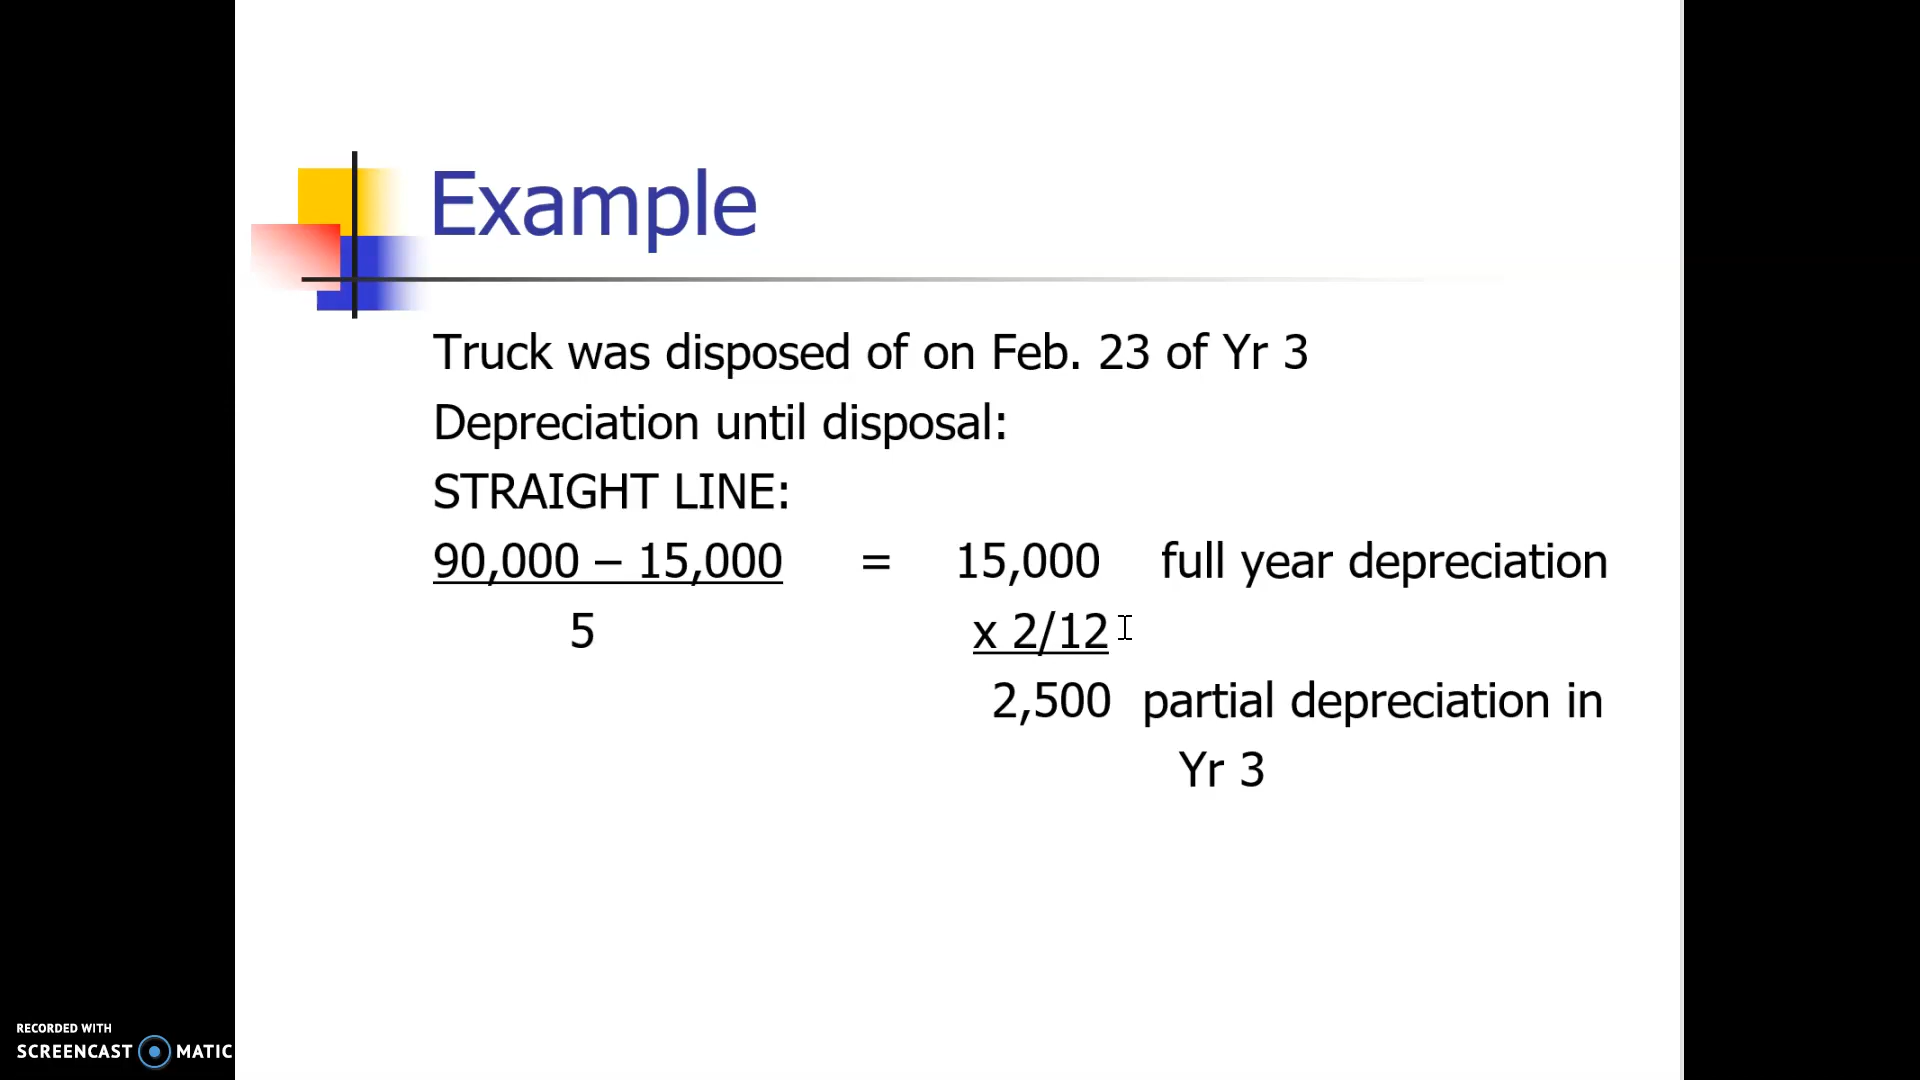 Example
Truck was disposed of on Feb. 23 of Yr 3
Depreciation until disposal:
STRAIGHT LINE:
90,000 – 15,000 = 15,000 full year depreciation
5 x 2/12
2,500 partial depreciation in
Yr 3
RECORDED WITH
SCREENCAST MATIC